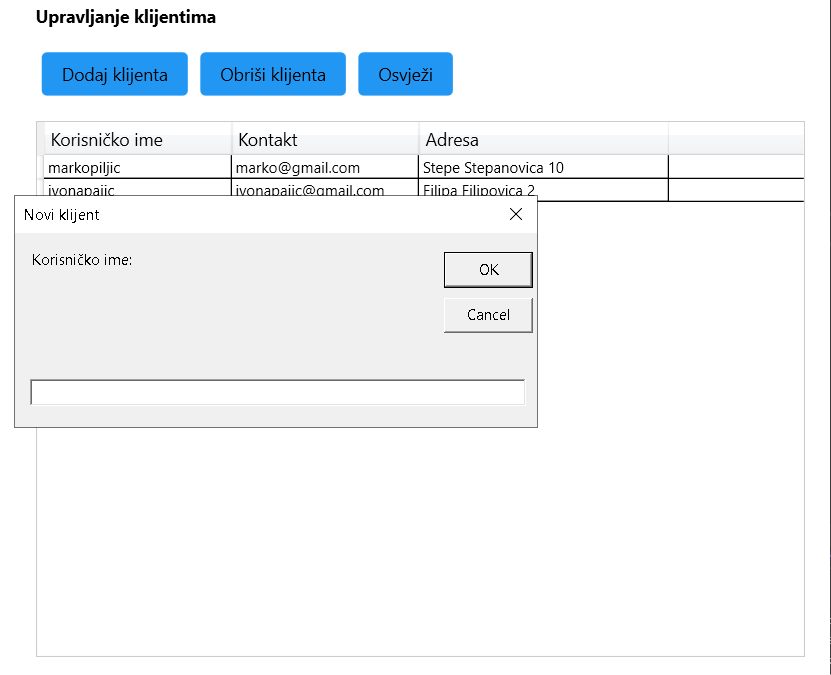 Upravljanje klijentima
Dodaj klijenta Obriši klijenta Osvježi
Korisničko ime Kontakt Adresa
markopiljic marko@gmail.com Stepe Stepanovica 10
ivonapajic ivonapajic@gmail.com Filipa Filipovica 2
Novi klijent
Korisničko ime:
OK
Cancel